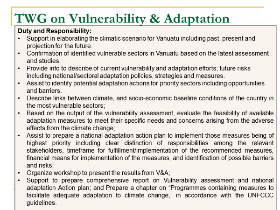 TWG on Vulnerability & Adaptation
Duty and Responsibility:
• Support in elaborating the climatic scenario for Vanuatu including past, present and
projection for the future.
• Confirmation of identified vulnerable sectors in Vanuatu based on the latest assessment
and studies.
• Provide info to describe of current vulnerability and adaptation efforts, future risks
including national/sectoral adaptation policies, strategies and measures.
• Assist to identify potential adaptation actions for priority sectors including opportunities
and barriers.
• Describe links between climate, and socio-economic baseline conditions of the country in
the most vulnerable sectors;
• Based on the output of the vulnerability assessment, evaluate the feasibility of available
adaptation measures to meet their specific needs and concerns arising from the adverse
effects from the climate change;
• Assist to prepare a national adaptation action plan to implement those measures being of
highest priority including clear distinction of responsibilities among the relevant
stakeholders, timeframe for fulfilment/implementation of the recommended measures,
financial means for implementation of the measures, and identification of possible barriers
and risks.
• Organize workshop to present the results from V&A;
• Support to prepare comprehensive report on Vulnerability assessment and national
adaptation Action plan; and Prepare a chapter on "Programmes containing measures to
facilitate adequate adaptation to climate change, in accordance with the UNFCCC
guidelines.